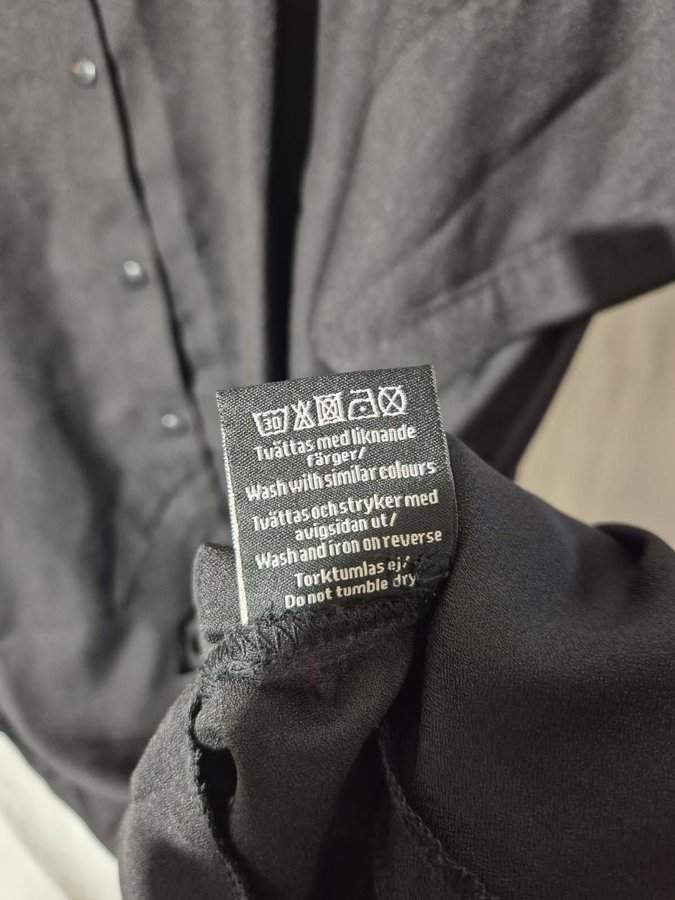 30
Tvättas med liknande
färger/
Wash with similar colours
Tvättas och stryker med
avigsidan ut/
Wash and iron on reverse
Torktumlas ej/
Do not tumble dry